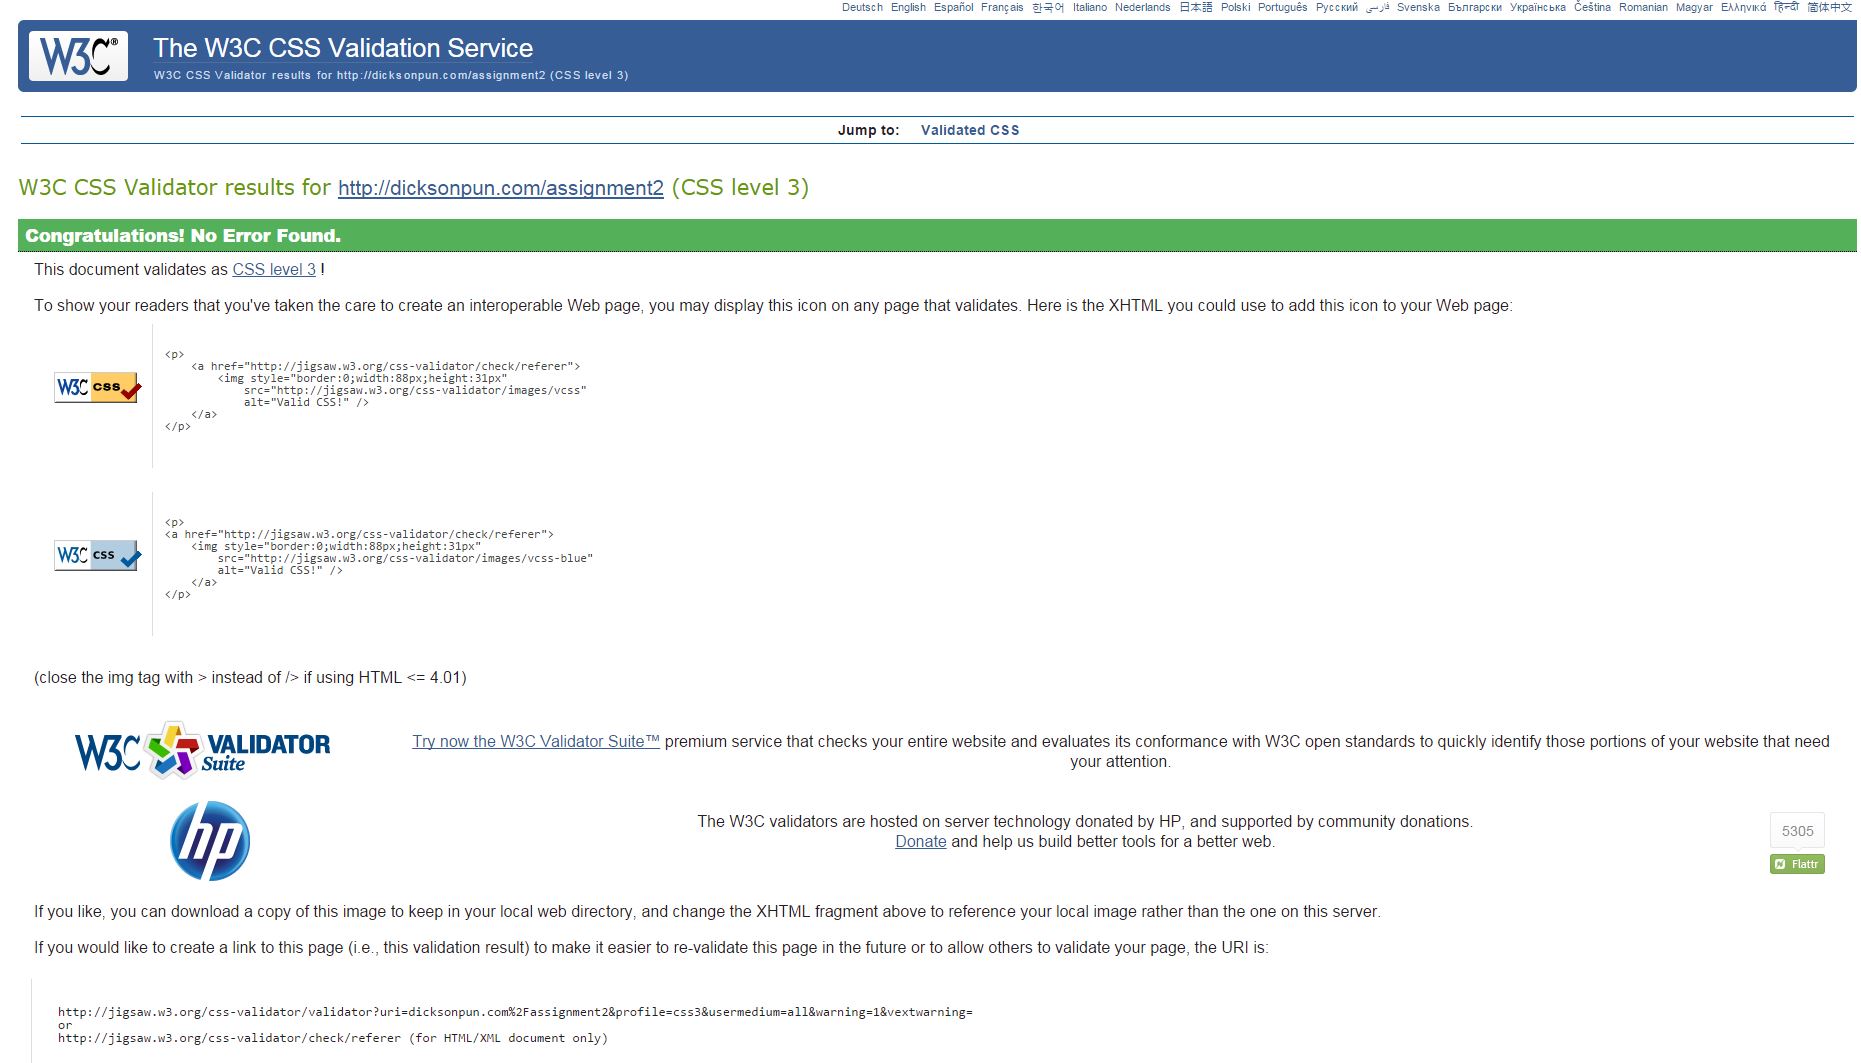 Deutsch English Español Français 한국어 Italiano Nederlands 日本語 Polski Português Русский فارسی Svenska Български Українська Čeština Romanian Magyar Ελληνικά हिन्दी 简体中文
W3C®
The W3C CSS Validation Service
W3C CSS Validator results for http://dicksonpun.com/assignment2 (CSS level 3)
Jump to: Validated CSS
W3C CSS Validator results for http://dicksonpun.com/assignment2 (CSS level 3)
Congratulations! No Error Found.
This document validates as CSS level 3 !
To show your readers that you've taken the care to create an interoperable Web page, you may display this icon on any page that validates. Here is the XHTML you could use to add this icon to your Web page:
W3C css
<p>
<a href="http://jigsaw.w3.org/css-validator/check/referer">
<img style="border:0;width:88px;height:31px"
src="http://jigsaw.w3.org/css-validator/images/vcss"
alt="Valid CSS!" />
</a>
</p>
W3C css
<p>
<a href="http://jigsaw.w3.org/css-validator/check/referer">
<img style="border:0;width:88px;height:31px"
src="http://jigsaw.w3.org/css-validator/images/vcss-blue"
alt="Valid CSS!" />
</a>
</p>
(close the img tag with > instead of /> if using HTML <= 4.01)
W3C VALIDATOR
Suite
Try now the W3C Validator Suite™ premium service that checks your entire website and evaluates its conformance with W3C open standards to quickly identify those portions of your website that need
your attention.
hp
The W3C validators are hosted on server technology donated by HP, and supported by community donations.
Donate and help us build better tools for a better web.
5305
Flattr
If you like, you can download a copy of this image to keep in your local web directory, and change the XHTML fragment above to reference your local image rather than the one on this server.
If you would like to create a link to this page (i.e., this validation result) to make it easier to re-validate this page in the future or to allow others to validate your page, the URI is:
http://jigsaw.w3.org/css-validator/validator?uri=dicksonpun.com%2Fassignment2&profile=css3&usermedium=all&warning=1&vextwarning=
or
http://jigsaw.w3.org/css-validator/check/referer (for HTML/XML document only)